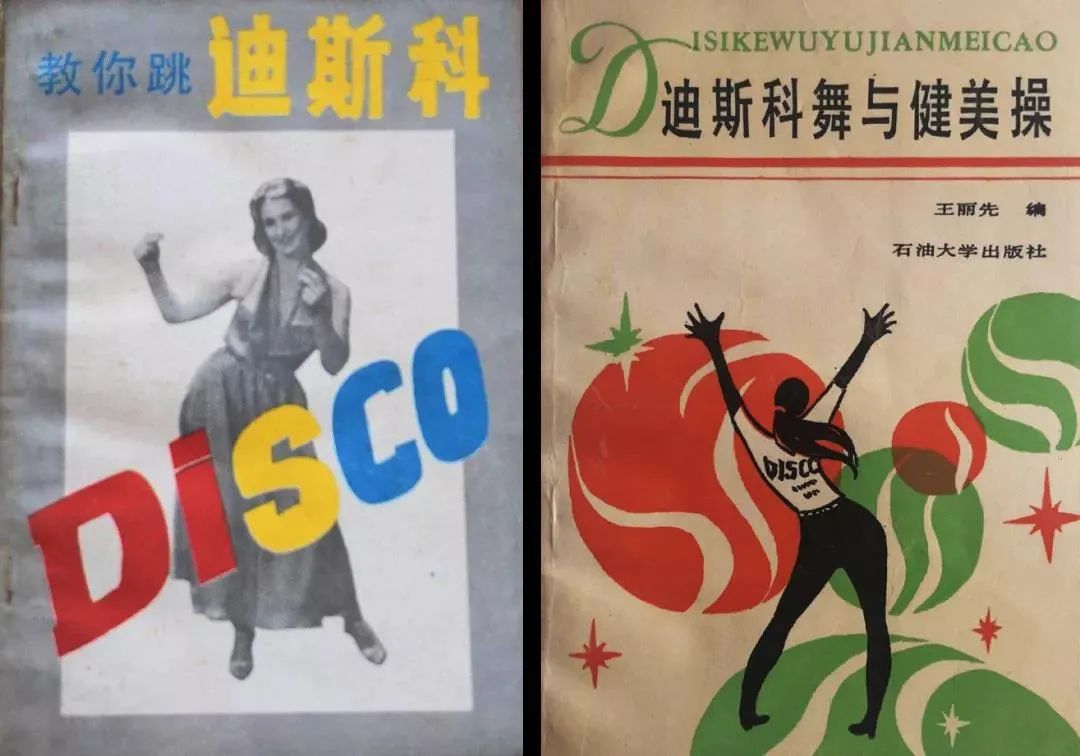 教你跳迪斯科
DiSCO
DISIKEWUYUJIANMEICAO
迪斯科舞与健美操
王丽先 编
石油大学出版社
DISCO